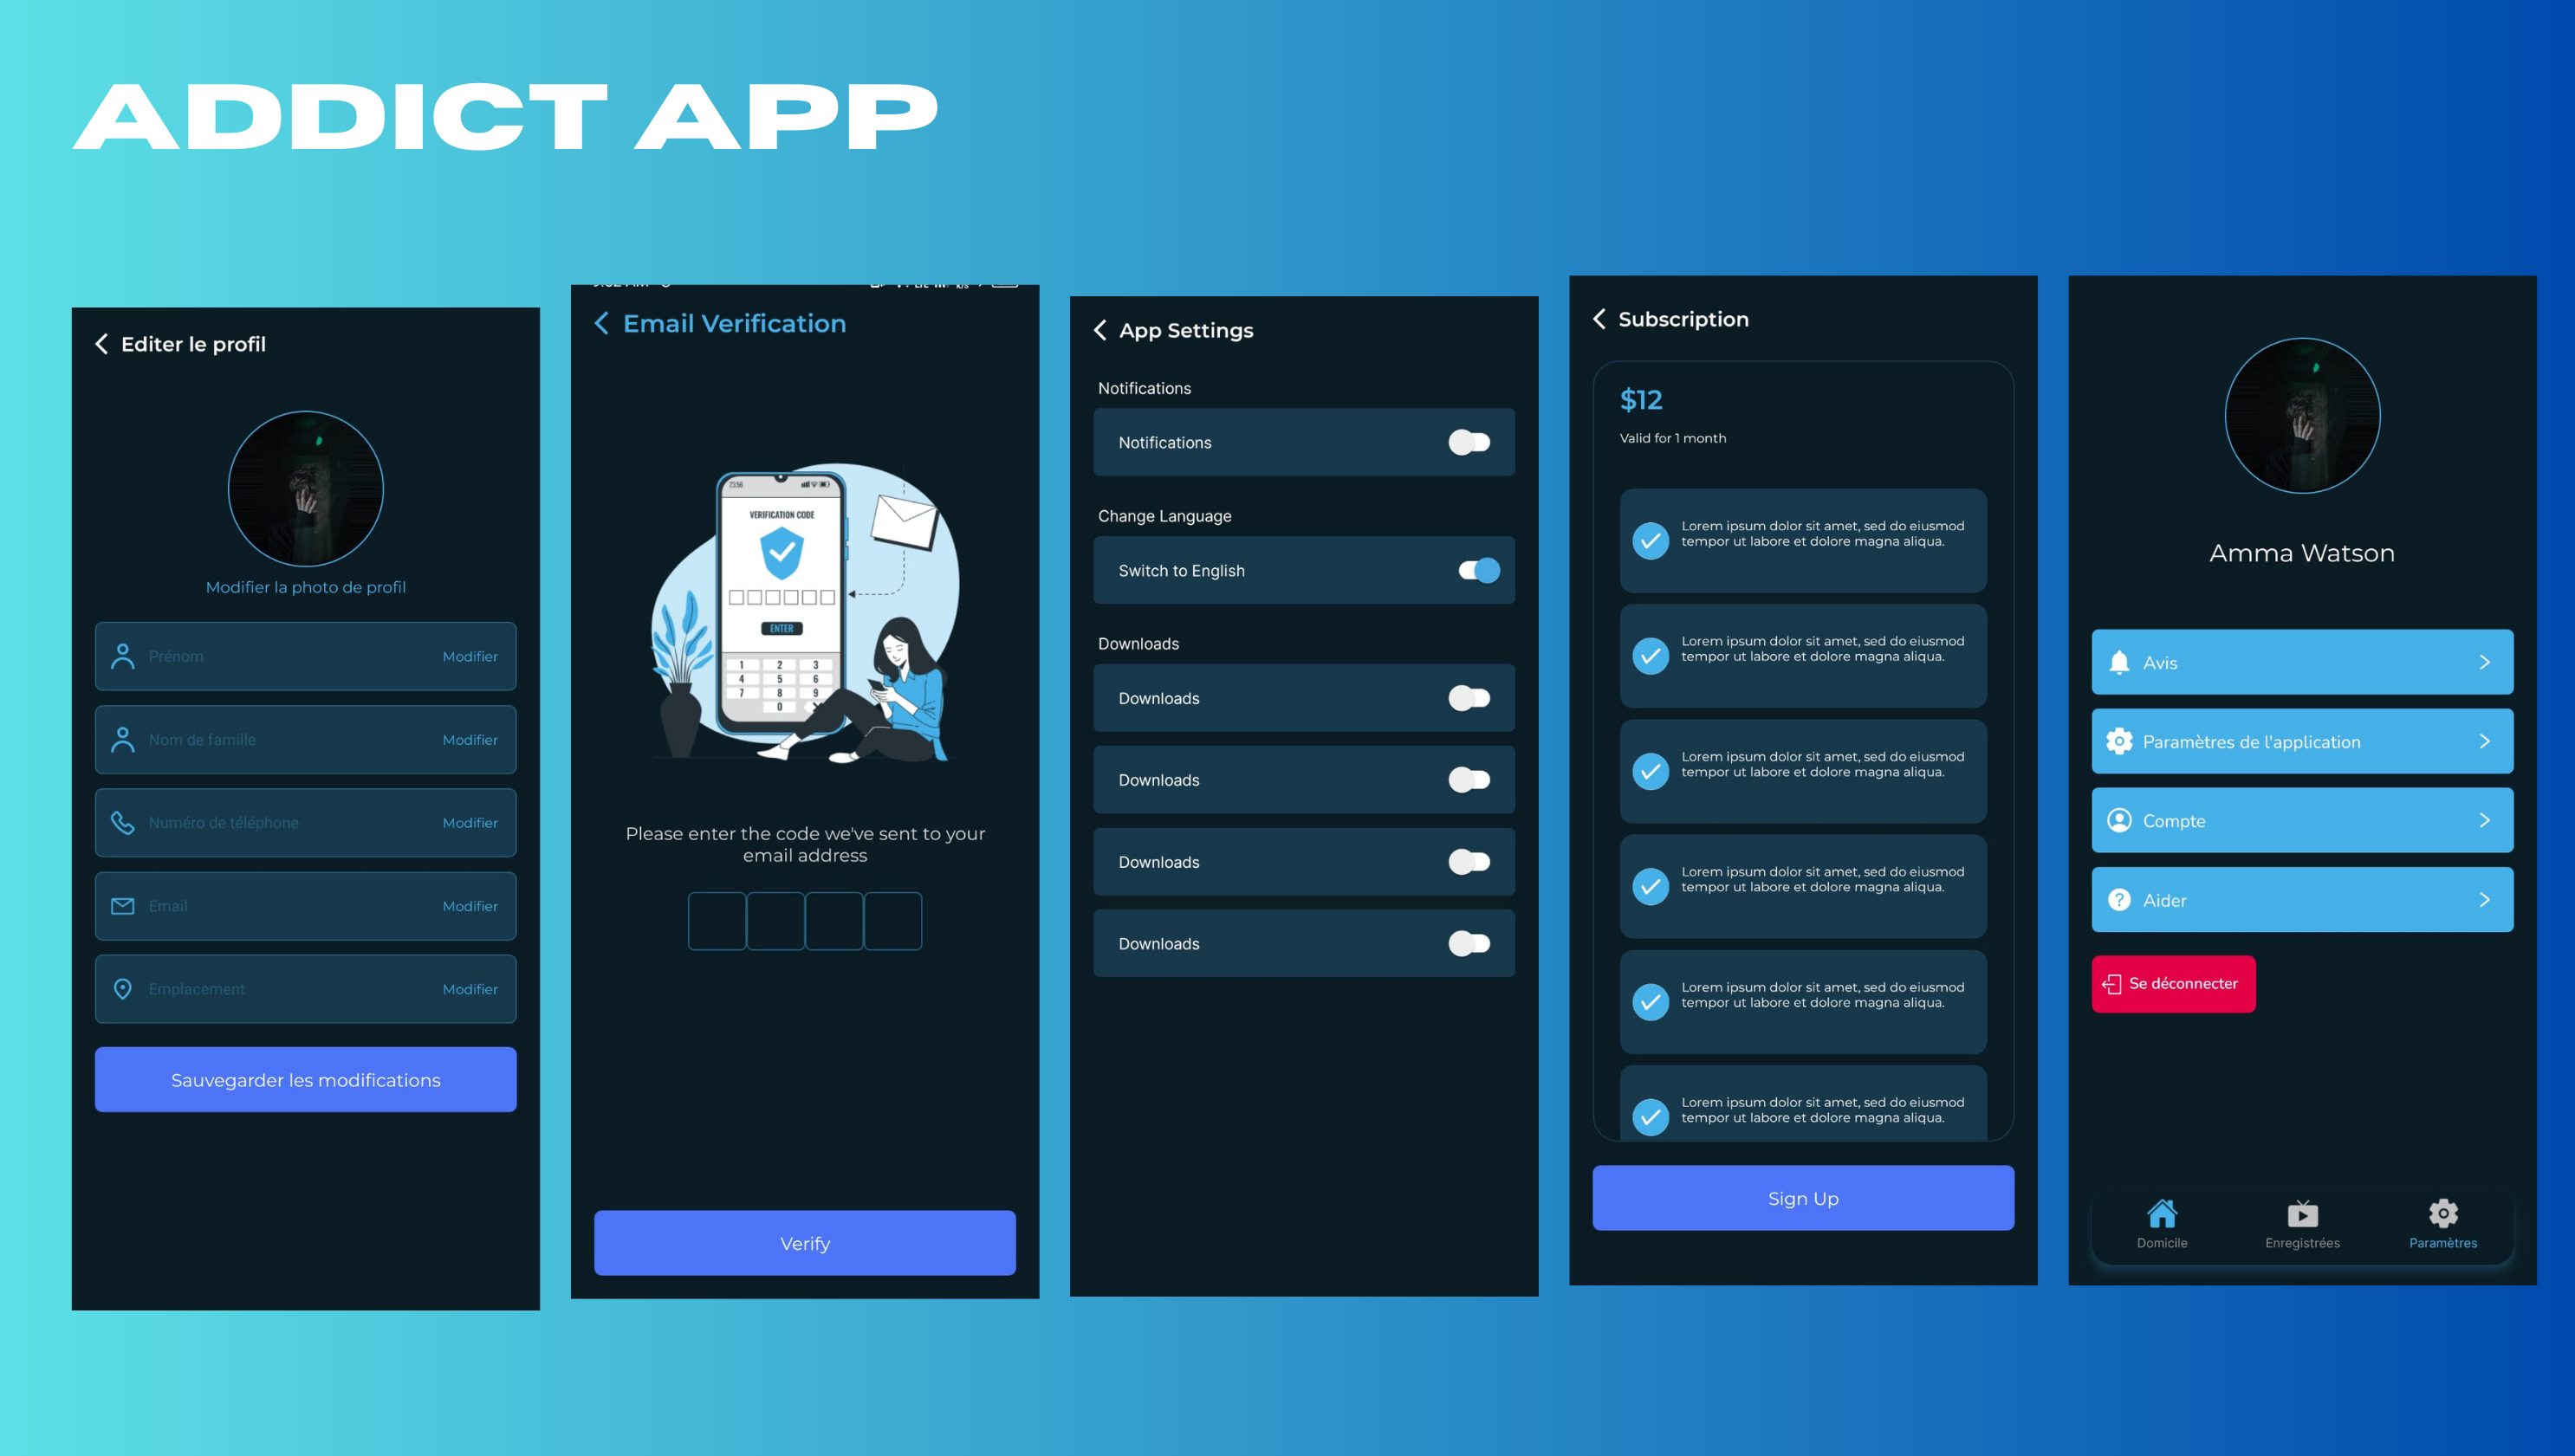 ADDICT APP
Editer le profil
Modifier la photo de profil
Prénom
Modifier
Nom de famille
Modifier
Numéro de téléphone
Modifier
Email
Modifier
Emplacement
Modifier
Sauvegarder les modifications
Email Verification
23:56
VERIFICATION CODE
ENTER
1 2 3
4 5 6
7 8 9
0
Please enter the code we've sent to your
email address
Verify
App Settings
Notifications
Notifications
Change Language
Switch to English
Downloads
Downloads
Downloads
Downloads
Downloads
Subscription
$12
Valid for 1 month
Lorem ipsum dolor sit amet, sed do eiusmod
tempor ut labore et dolore magna aliqua.
Lorem ipsum dolor sit amet, sed do eiusmod
tempor ut labore et dolore magna aliqua.
Lorem ipsum dolor sit amet, sed do eiusmod
tempor ut labore et dolore magna aliqua.
Lorem ipsum dolor sit amet, sed do eiusmod
tempor ut labore et dolore magna aliqua.
Lorem ipsum dolor sit amet, sed do eiusmod
tempor ut labore et dolore magna aliqua.
Lorem ipsum dolor sit amet, sed do eiusmod
tempor ut labore et dolore magna aliqua.
Sign Up
Amma Watson
Avis
Paramètres de l'application
Compte
Aider
Se déconnecter
Domicile
Enregistrées
Paramètres